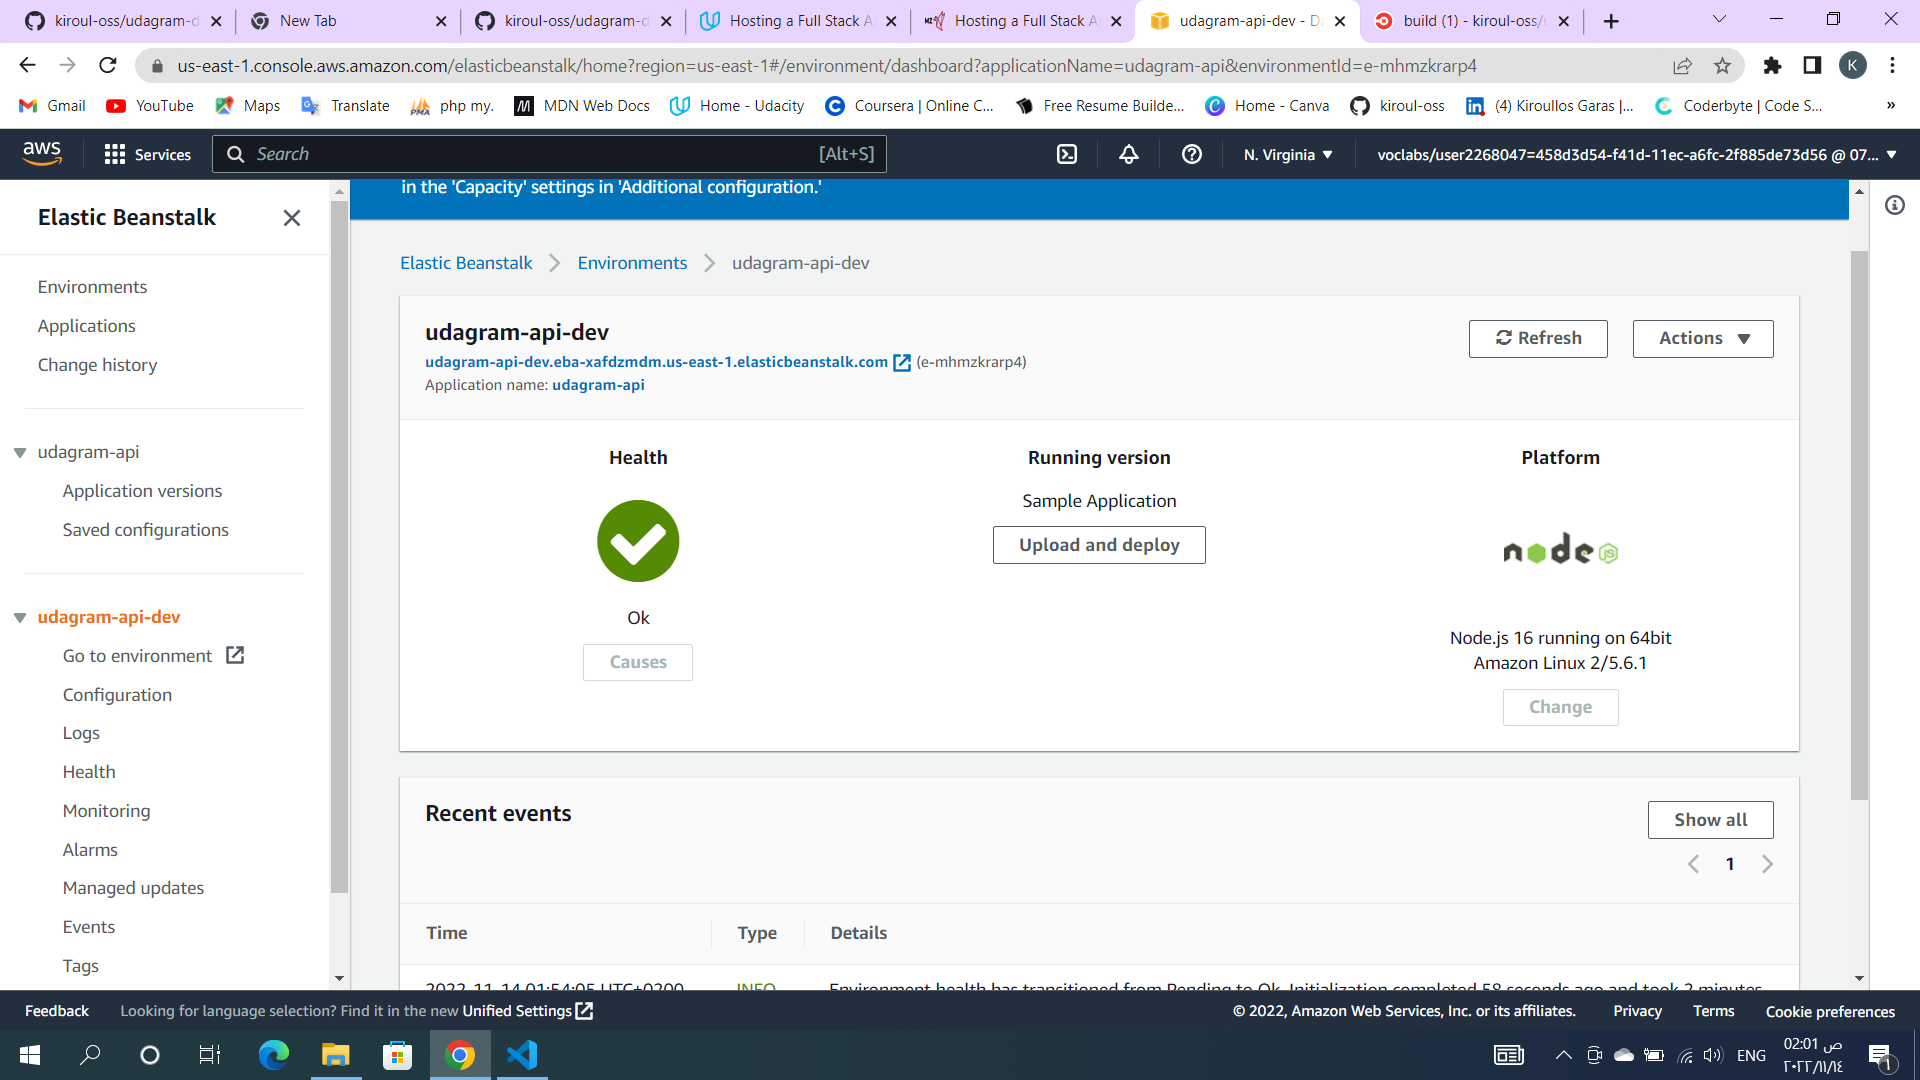 kiroul-oss/udagram-d
New Tab
kiroul-oss/udagram-d
Hosting a Full Stack A
Hosting a Full Stack A
udagram-api-dev - D
build (1) - kiroul-oss/
us-east-1.console.aws.amazon.com/elasticbeanstalk/home?region=us-east-1#/environment/dashboard?applicationName=udagram-api&environmentId=e-mhmzkrarp4
K
Gmail
YouTube
Maps
Translate
php my.
MDN Web Docs
Home - Udacity
Coursera | Online C...
Free Resume Builde...
Home - Canva
kiroul-oss
(4) Kiroullos Garas |...
Coderbyte | Code S...
»
aws
Services
Search
[Alt+S]
N. Virginia
voclabs/user2268047=458d3d54-f41d-11ec-a6fc-2f885de73d56 @ 07...
in the 'Capacity' settings in 'Additional configuration.'
Elastic Beanstalk
Environments
Applications
Change history
udagram-api
Application versions
Saved configurations
udagram-api-dev
Go to environment
Configuration
Logs
Health
Monitoring
Alarms
Managed updates
Events
Tags
Elastic Beanstalk
Environments
udagram-api-dev
udagram-api-dev
udagram-api-dev.eba-xafdzmdm.us-east-1.elasticbeanstalk.com (e-mhmzkrarp4)
Application name: udagram-api
Refresh
Actions
Health
Ok
Causes
Running version
Sample Application
Upload and deploy
Platform
node JS
Node.js 16 running on 64bit
Amazon Linux 2/5.6.1
Change
Recent events
Show all
1
Time
Type
Details
2022-11-14 01:54:05 UTC+0200
INFO
Environment health has transitioned from Pending to Ok. Initialization completed 58 seconds ago and took 2 minutes.
Feedback
Looking for language selection? Find it in the new Unified Settings
© 2022, Amazon Web Services, Inc. or its affiliates.
Privacy
Terms
Cookie preferences
ENG
02:01 ص
٢٠٢٢/١١/١٤
١